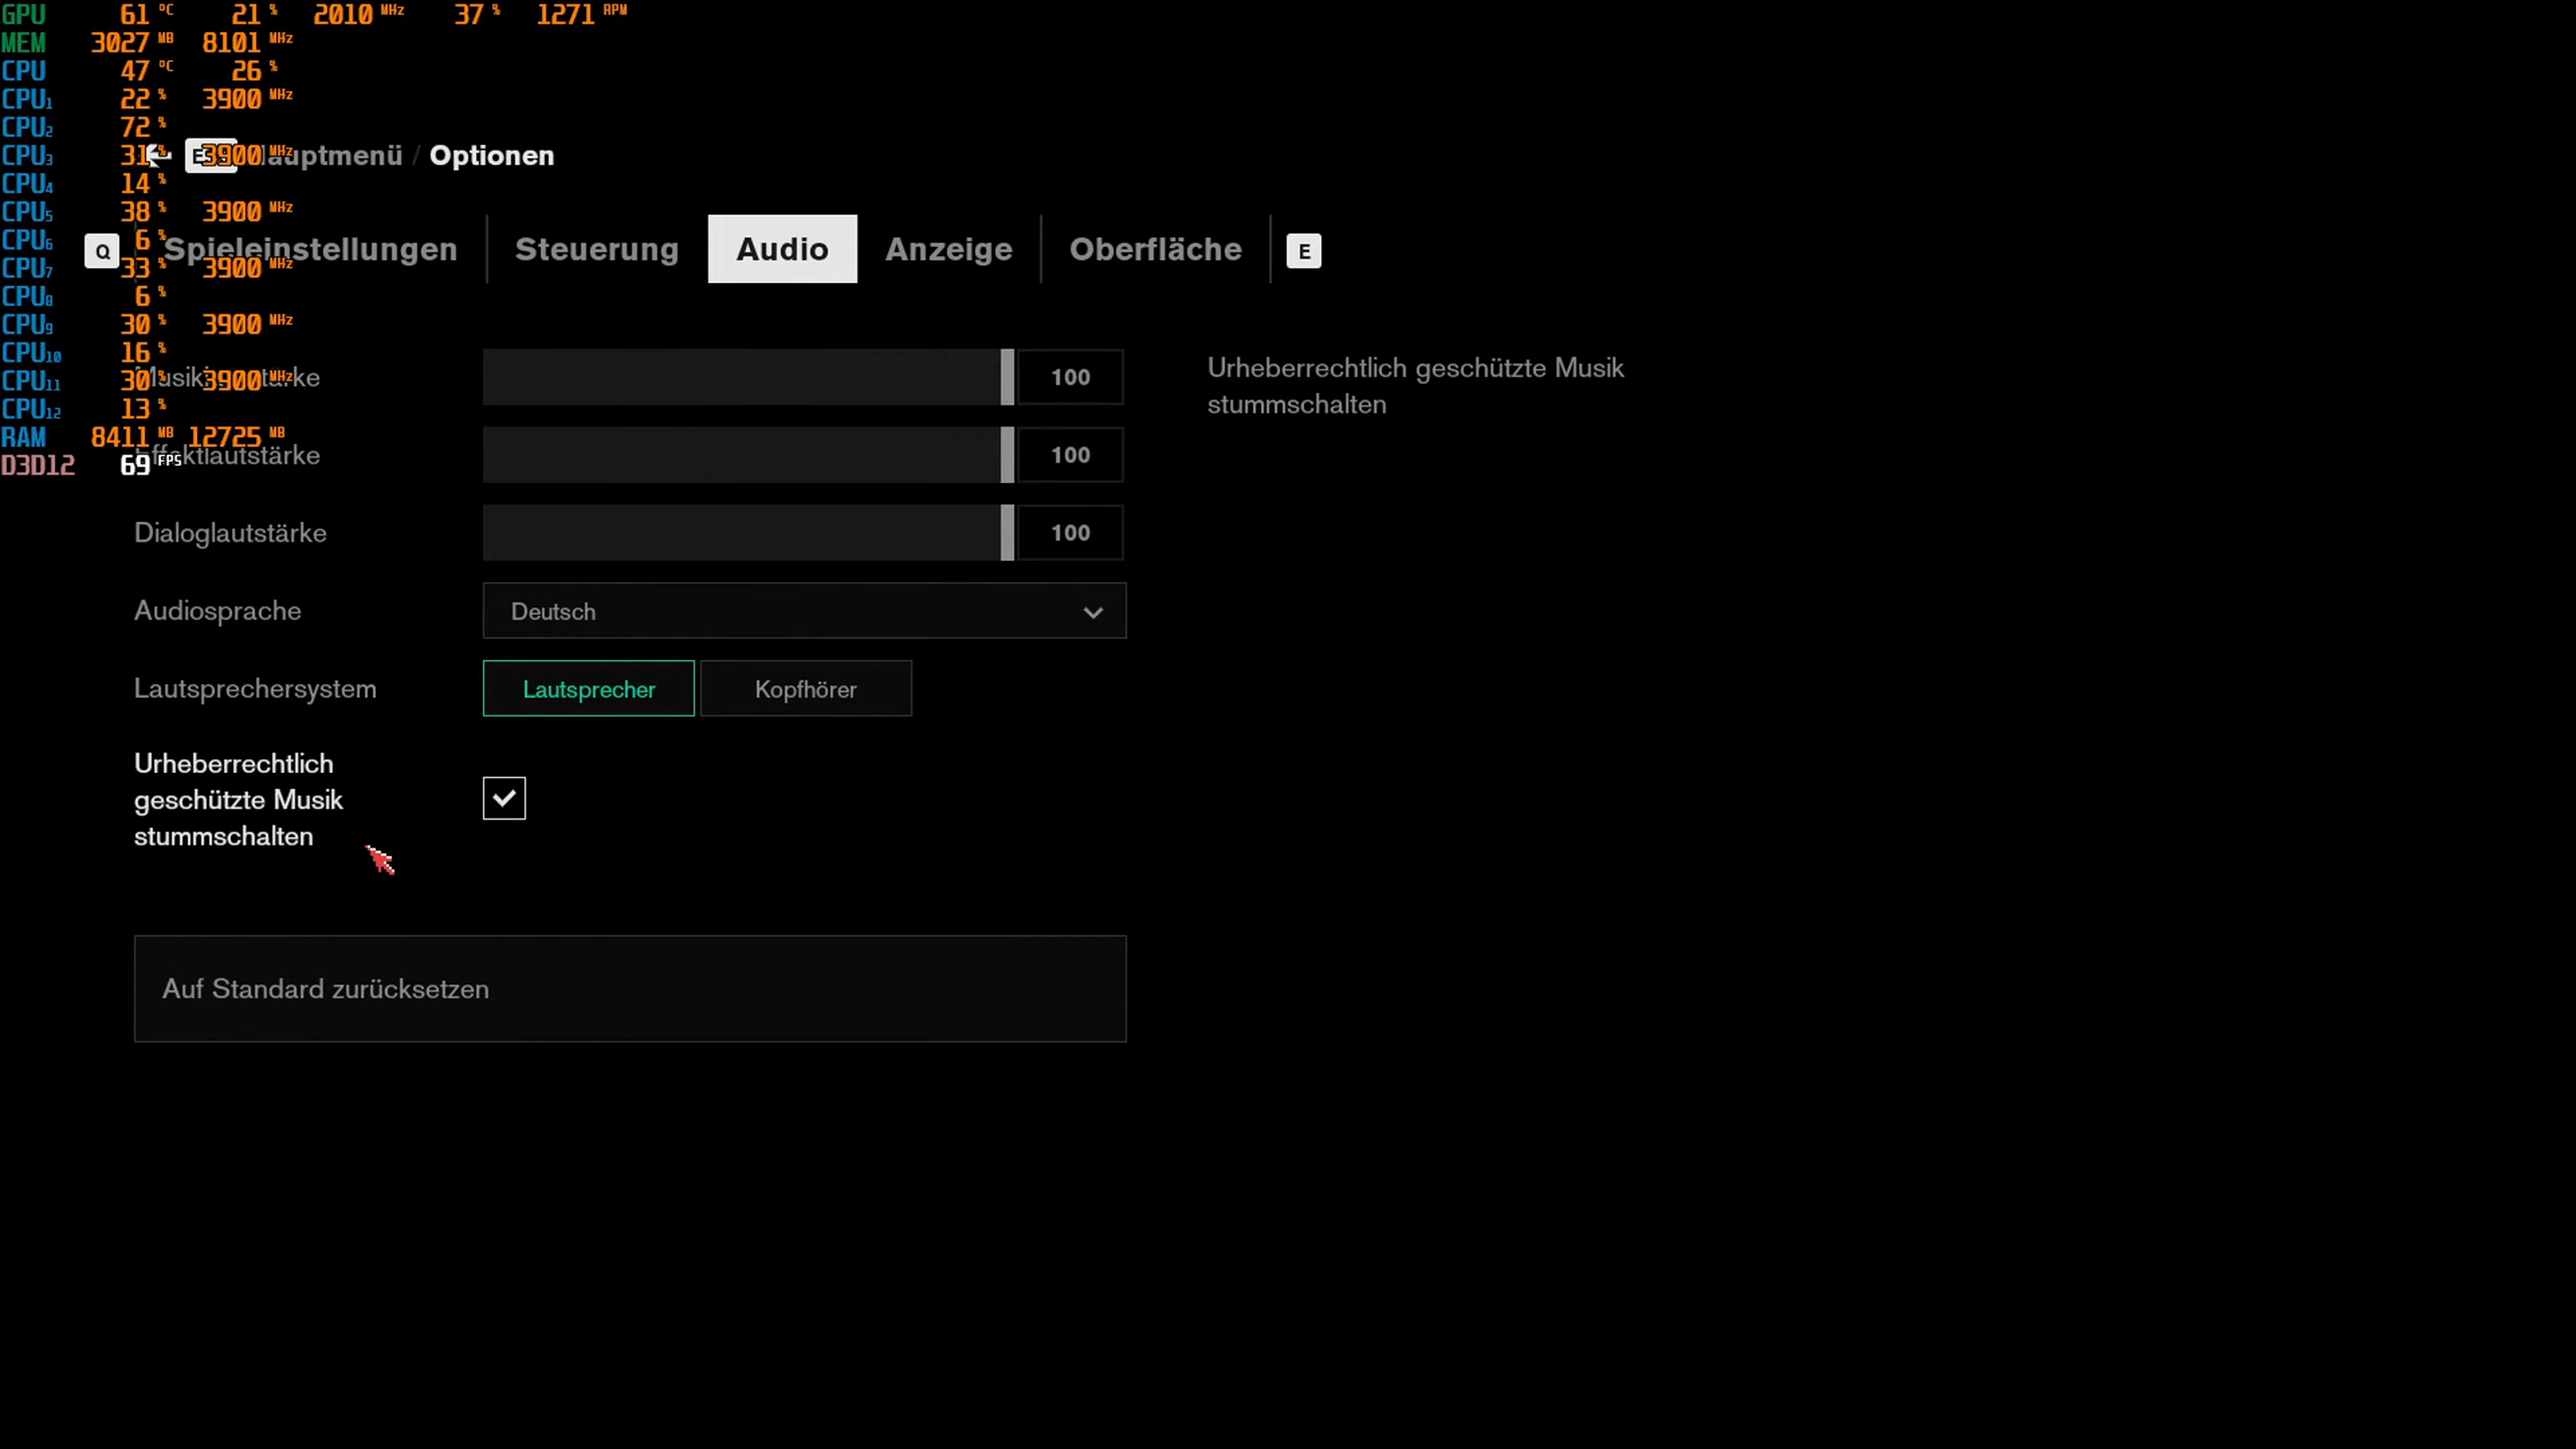 GPU 61 °C 21 % 2010 MHz 37 % 1271 RPM
MEM 3027 MB 8101 MHz
CPU 47 °C 26 %
CPU1 22 % 3900 MHz
CPU2 72 %
CPU3 31 % 3900 MHz
Hauptmenü / Optionen
CPU4 14 %
CPU5 38 % 3900 MHz
CPU6 6 %
Q Spieleinstellungen Steuerung Audio Anzeige Oberfläche E
CPU7 33 % 3900 MHz
CPU8 6 %
CPU9 30 % 3900 MHz
CPU10 16 %
CPU11 30 % 3900 MHz
Musiklautstärke 100
CPU12 13 %
RAM 8411 MB 12725 MB
Effektlautstärke 100
D3D12 69 FPS
Urheberrechtlich geschützte Musik
stummschalten
Dialoglautstärke 100
Audiosprache Deutsch
Lautsprechersystem Lautsprecher Kopfhörer
Urheberrechtlich
geschützte Musik
stummschalten
Auf Standard zurücksetzen